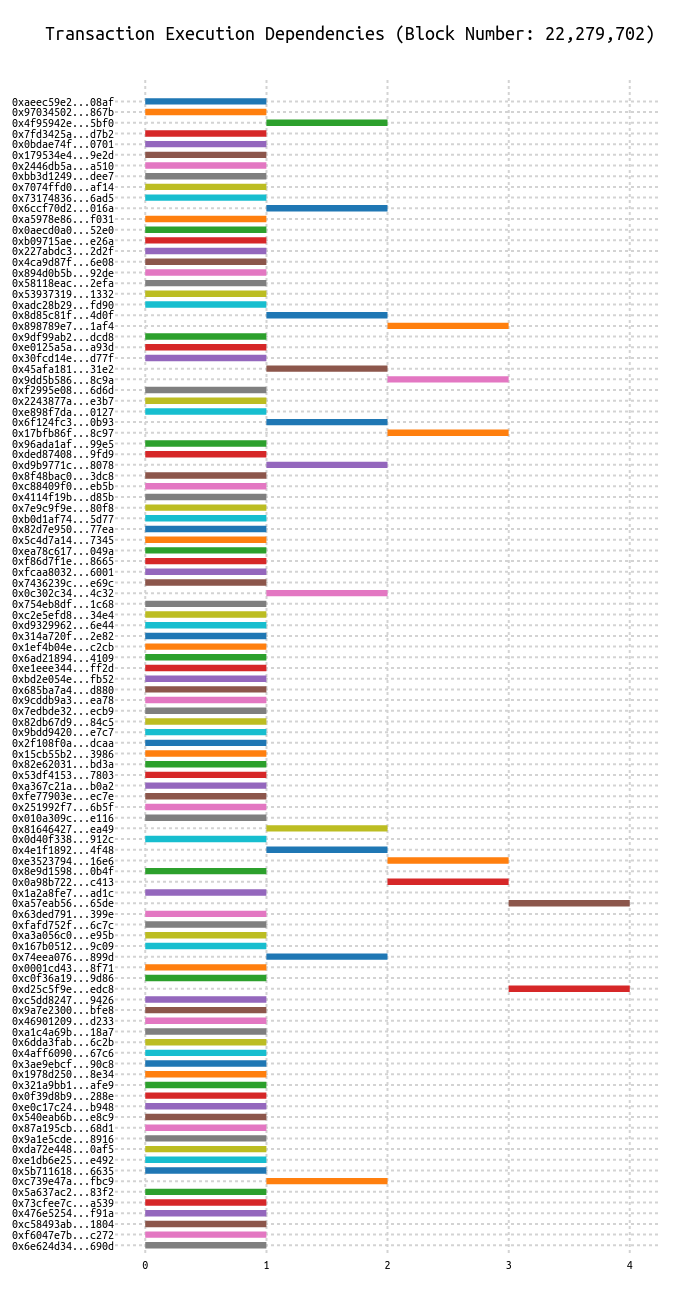 Transaction Execution Dependencies (Block Number: 22,279,702)
0xaeec59e2...08af
0x97034502...867b
0x4f95942e...5bf0
0x7fd3425a...d7b2
0x0bdae74f...0701
0x179534e4...9e2d
0x2446db5a...a510
0xbb3d1249...dee7
0x7074ffd0...af14
0x73174836...6ad5
0x6ccf70d2...016a
0xa5978e86...f031
0x0aecd0a0...52e0
0xb09715ae...e26a
0x227abdc3...2d2f
0x4ca9d87f...6e08
0x894d0b5b...92de
0x58118eac...2efa
0x53937319...1332
0xadc28b29...fd90
0x8d85c81f...4d0f
0x898789e7...1af4
0x9df99ab2...dcd8
0xe0125a5a...a93d
0x30fcd14e...d77f
0x45afa181...31e2
0x9dd5b586...8c9a
0xf2995e08...6d6d
0x2243877a...e3b7
0xe898f7da...0127
0x6f124fc3...0b93
0x17bfb86f...8c97
0x96ada1af...99e5
0xded87408...9fd9
0xd9b9771c...8078
0x8f48bac0...3dc8
0xc88409f0...eb5b
0x4114f19b...d85b
0x7e9c9f9e...80f8
0xb0d1af74...5d77
0x82d7e950...77ea
0x5c4d7a14...7345
0xea78c617...049a
0xf86d7f1e...8665
0xfcaa8032...6001
0x7436239c...e69c
0x0c302c34...4c32
0x754eb8df...1c68
0xc2e5efd8...34e4
0xd9329962...6e44
0x314a720f...2e82
0x1ef4b04e...c2cb
0x6ad21894...4109
0xe1eee344...ff2d
0xbd2e054e...fb52
0x685ba7a4...d880
0x9cddb9a3...ea78
0x7edbde32...ecb9
0x82db67d9...84c5
0x9bdd9420...e7c7
0x2f108f0a...dcaa
0x15cb55b2...3986
0x82e62031...bd3a
0x53df4153...7803
0xa367c21a...b0a2
0xfe77903e...ec7e
0x251992f7...6b5f
0x010a309c...e116
0x81646427...ea49
0x0d40f338...912c
0x4e1f1892...4f48
0xe3523794...16e6
0x8e9d1598...0b4f
0x0a98b722...c413
0x1a2a8fe7...ad1c
0xa57eab56...65de
0x63ded791...399e
0xfafd752f...6c7c
0xa3a056c0...e95b
0x167b0512...9c09
0x74eea076...899d
0x0001cd43...8f71
0xc0f36a19...9d86
0xd25c5f9e...edc8
0xc5dd8247...9426
0x9a7e2300...bfe8
0x46901209...d233
0xa1c4a69b...18a7
0x6dda3fab...6c2b
0x4aff6090...67c6
0x3ae9ebcf...90c8
0x1978d250...8e34
0x321a9bb1...afe9
0x0f39d8b9...288e
0xe0c17c24...b948
0x540eab6b...e8c9
0x87a195cb...68d1
0x9a1e5cde...8916
0xda72e448...0af5
0xe1db6e25...e492
0x5b711618...6635
0xc739e47a...fbc9
0x5a637ac2...83f2
0x73cfee7c...a539
0x476e5254...f91a
0xc58493ab...1804
0xf6047e7b...c272
0x6e624d34...690d
0 1 2 3 4